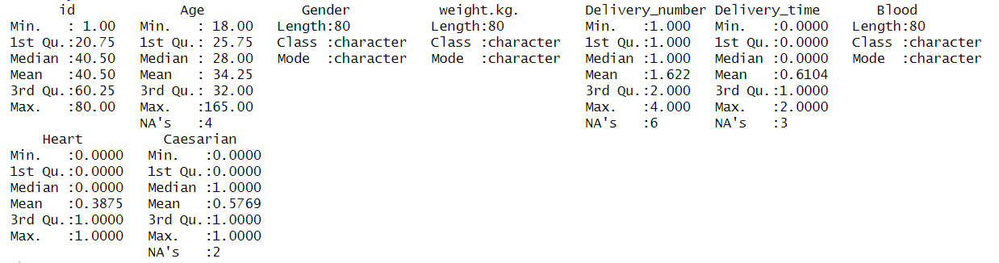 id Age Gender weight.kg. Delivery_number Delivery_time Blood
Min. : 1.00 Min. : 18.00 Length:80 Length:80 Min. :1.000 Min. :0.0000 Length:80
1st Qu.:20.75 1st Qu.: 25.75 Class :character Class :character 1st Qu.:1.000 1st Qu.:0.0000 Class :character
Median :40.50 Median : 28.00 Mode :character Mode :character Median :1.000 Median :0.0000 Mode :character
Mean :40.50 Mean : 34.25 Mean :1.622 Mean :0.6104
3rd Qu.:60.25 3rd Qu.: 32.00 3rd Qu.:2.000 3rd Qu.:1.0000
Max. :80.00 Max. :165.00 Max. :4.000 Max. :2.0000
NA's :4 NA's :6 NA's :3
Heart Caesarian
Min. :0.0000 Min. :0.0000
1st Qu.:0.0000 1st Qu.:0.0000
Median :0.0000 Median :1.0000
Mean :0.3875 Mean :0.5769
3rd Qu.:1.0000 3rd Qu.:1.0000
Max. :1.0000 Max. :1.0000
NA's :2